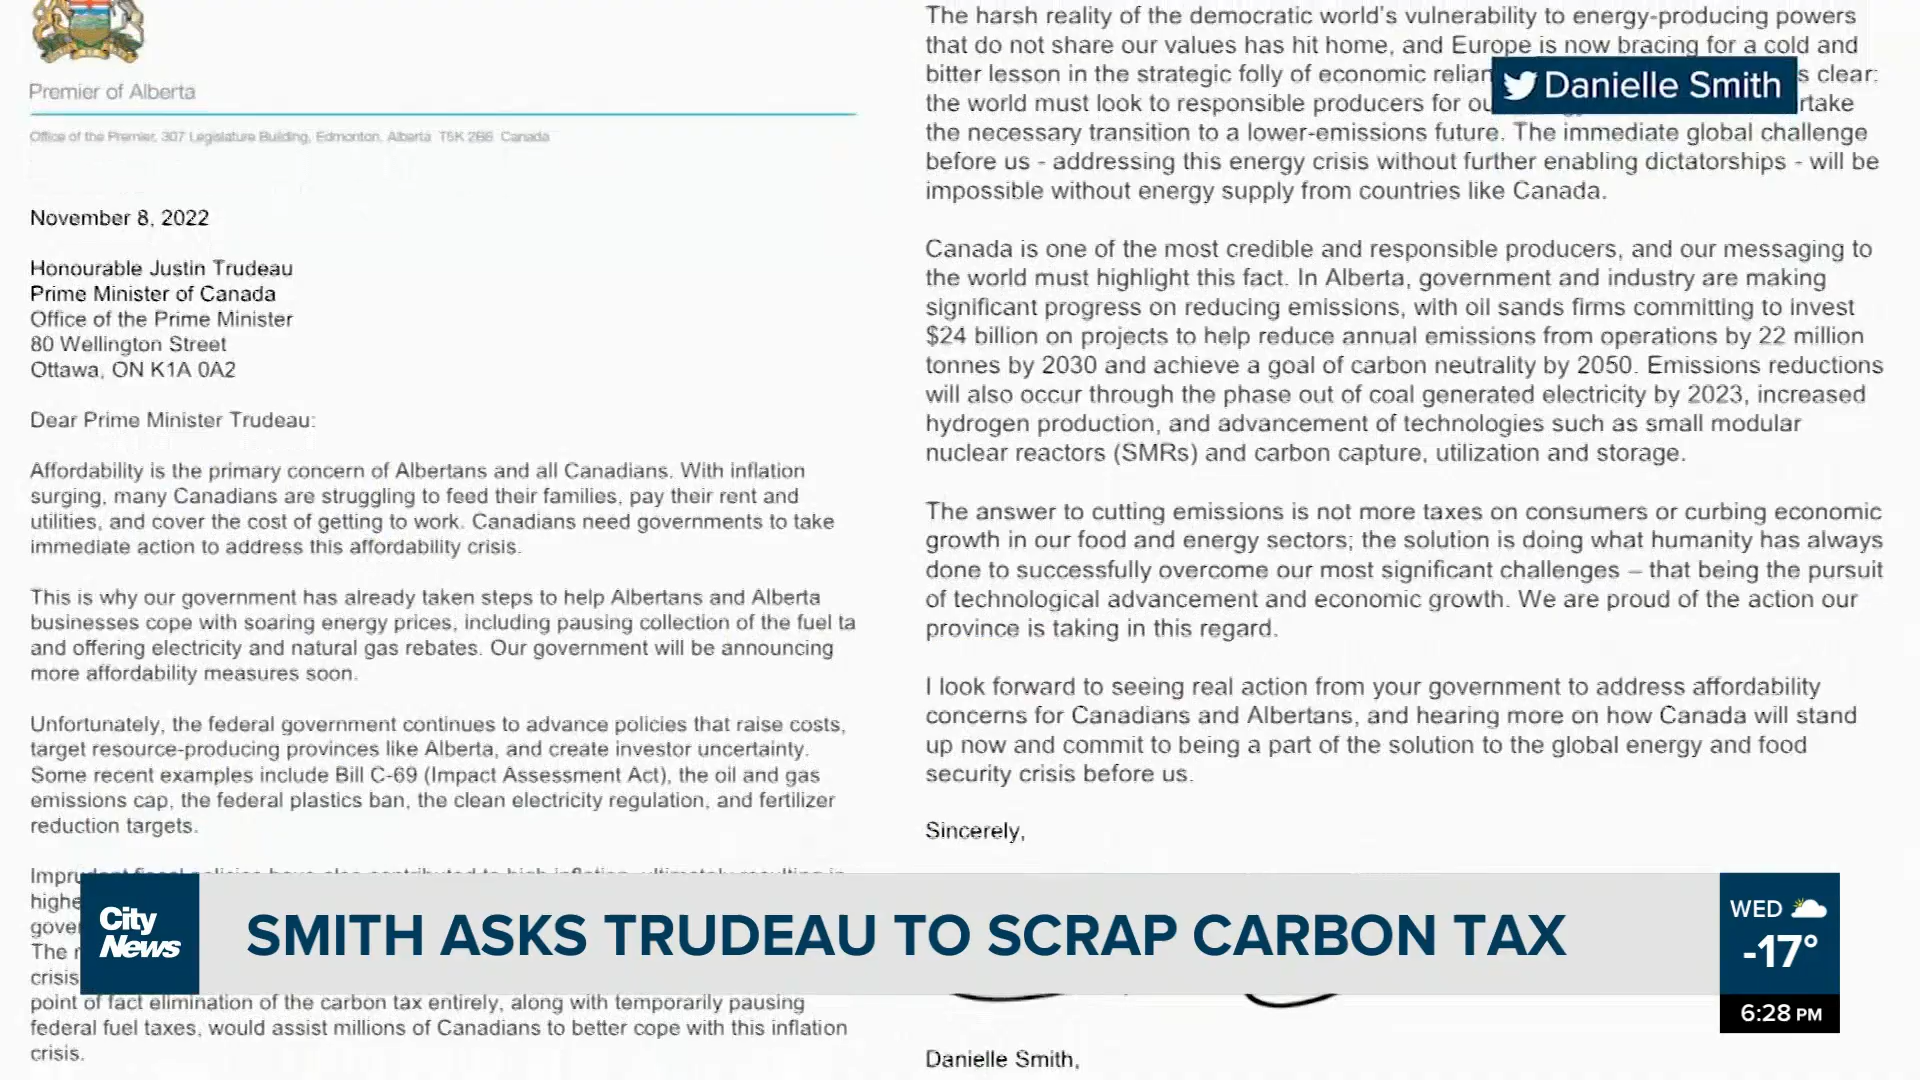 Premier of Alberta
Office of the Premier, 307 Legislature Building, Edmonton, Alberta T5K 2B6 Canada
November 8, 2022
Honourable Justin Trudeau
Prime Minister of Canada
Office of the Prime Minister
80 Wellington Street
Ottawa, ON K1A 0A2
Dear Prime Minister Trudeau:
Affordability is the primary concern of Albertans and all Canadians. With inflation
surging, many Canadians are struggling to feed their families, pay their rent and
utilities, and cover the cost of getting to work. Canadians need governments to take
immediate action to address this affordability crisis.
This is why our government has already taken steps to help Albertans and Alberta
businesses cope with soaring energy prices, including pausing collection of the fuel ta
and offering electricity and natural gas rebates. Our government will be announcing
more affordability measures soon.
Unfortunately, the federal government continues to advance policies that raise costs,
target resource-producing provinces like Alberta, and create investor uncertainty.
Some recent examples include Bill C-69 (Impact Assessment Act), the oil and gas
emissions cap, the federal plastics ban, the clean electricity regulation, and fertilizer
reduction targets.
The
crisis
point of fact elimination of the carbon tax entirely, along with temporarily pausing
federal fuel taxes, would assist millions of Canadians to better cope with this inflation
crisis.
The harsh reality of the democratic world's vulnerability to energy-producing powers
that do not share our values has hit home, and Europe is now bracing for a cold and
bitter lesson in the strategic folly of economic relian s clear:
the world must look to responsible producers for ou rtake
the necessary transition to a lower-emissions future. The immediate global challenge
before us - addressing this energy crisis without further enabling dictatorships - will be
impossible without energy supply from countries like Canada.
Canada is one of the most credible and responsible producers, and our messaging to
the world must highlight this fact. In Alberta, government and industry are making
significant progress on reducing emissions, with oil sands firms committing to invest
$24 billion on projects to help reduce annual emissions from operations by 22 million
tonnes by 2030 and achieve a goal of carbon neutrality by 2050. Emissions reductions
will also occur through the phase out of coal generated electricity by 2023, increased
hydrogen production, and advancement of technologies such as small modular
nuclear reactors (SMRs) and carbon capture, utilization and storage.
The answer to cutting emissions is not more taxes on consumers or curbing economic
growth in our food and energy sectors; the solution is doing what humanity has always
done to successfully overcome our most significant challenges – that being the pursuit
of technological advancement and economic growth. We are proud of the action our
province is taking in this regard.
I look forward to seeing real action from your government to address affordability
concerns for Canadians and Albertans, and hearing more on how Canada will stand
up now and commit to being a part of the solution to the global energy and food
security crisis before us.
Sincerely,
Danielle Smith,
Danielle Smith
City News
SMITH ASKS TRUDEAU TO SCRAP CARBON TAX
WED
-17°
6:28 PM